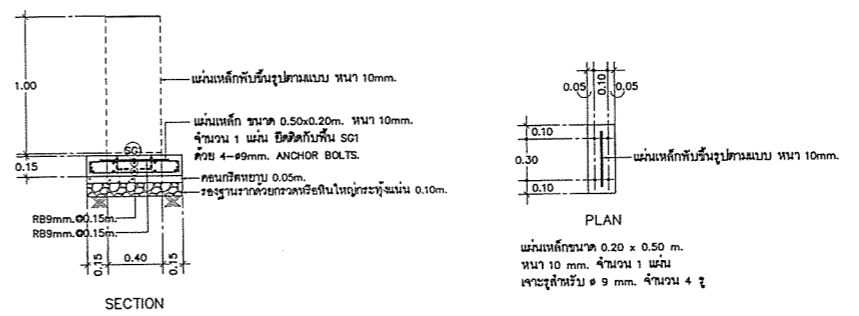 1.00
0.15
แผ่นเหล็กพับขึ้นรูปตามแบบ หนา 10mm.
SG1
แผ่นเหล็ก ขนาด 0.50x0.20m. หนา 10mm.
จำนวน 1 แผ่น ยึดติดกับพื้น SG1
ด้วย 4-ø9mm. ANCHOR BOLTS.
คอนกรีตหยาบ 0.05m.
รองฐานรากด้วยกรวดหรือหินใหญ่กระทุ้งแน่น 0.10m.
RB9mm.@0.15m.
RB9mm.@0.15m.
0.15
0.40
0.15
SECTION
0.05
0.10
0.05
0.10
0.30
0.10
แผ่นเหล็กพับขึ้นรูปตามแบบ หนา 10mm.
PLAN
แผ่นเหล็กขนาด 0.20 x 0.50 m.
หนา 10 mm. จำนวน 1 แผ่น
เจาะรูสำหรับ ø 9 mm. จำนวน 4 รู